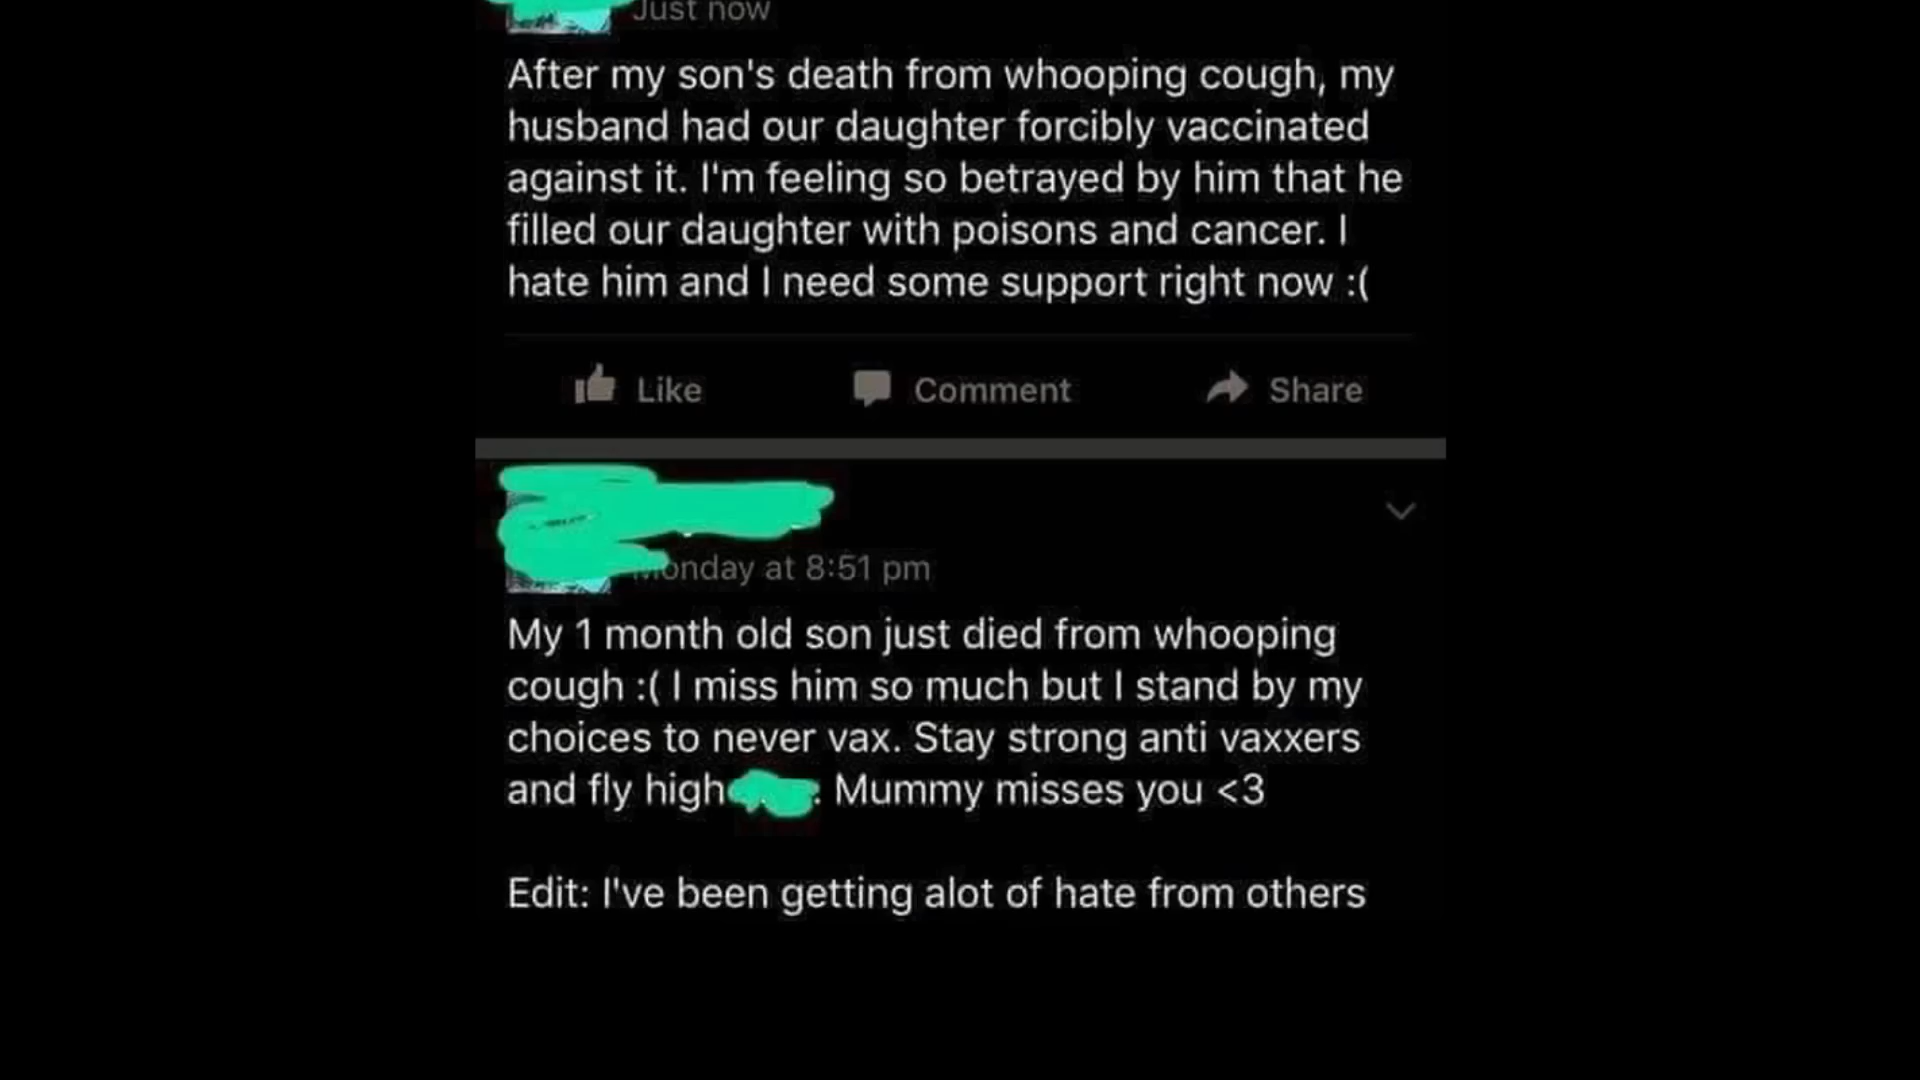 Just now
After my son's death from whooping cough, my
husband had our daughter forcibly vaccinated
against it. I'm feeling so betrayed by him that he
filled our daughter with poisons and cancer. I
hate him and I need some support right now :(
Like Comment Share
Monday at 8:51 pm
My 1 month old son just died from whooping
cough :( I miss him so much but I stand by my
choices to never vax. Stay strong anti vaxxers
and fly high . Mummy misses you <3
Edit: I've been getting alot of hate from others